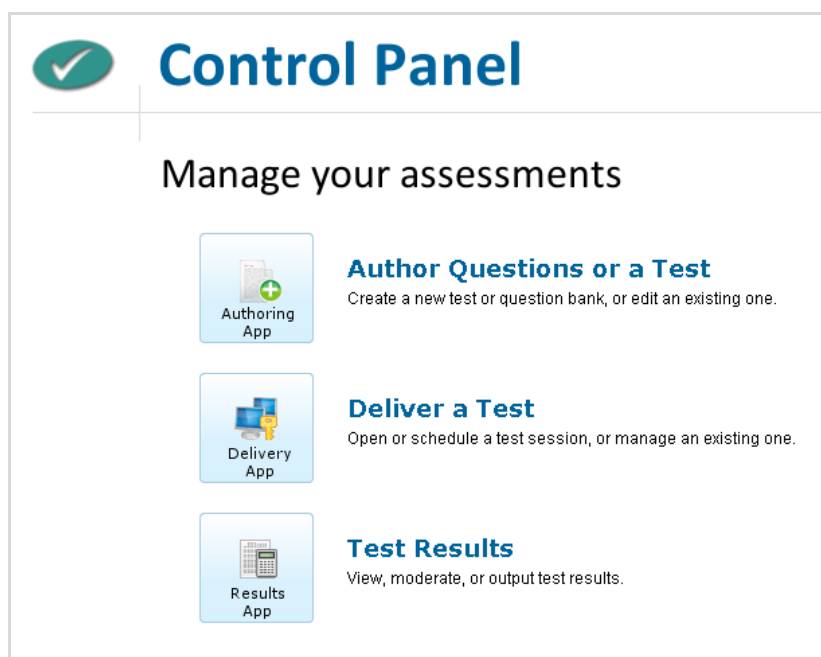 Control Panel
Manage your assessments
Authoring
App
Author Questions or a Test
Create a new test or question bank, or edit an existing one.
Delivery
App
Deliver a Test
Open or schedule a test session, or manage an existing one.
Results
App
Test Results
View, moderate, or output test results.